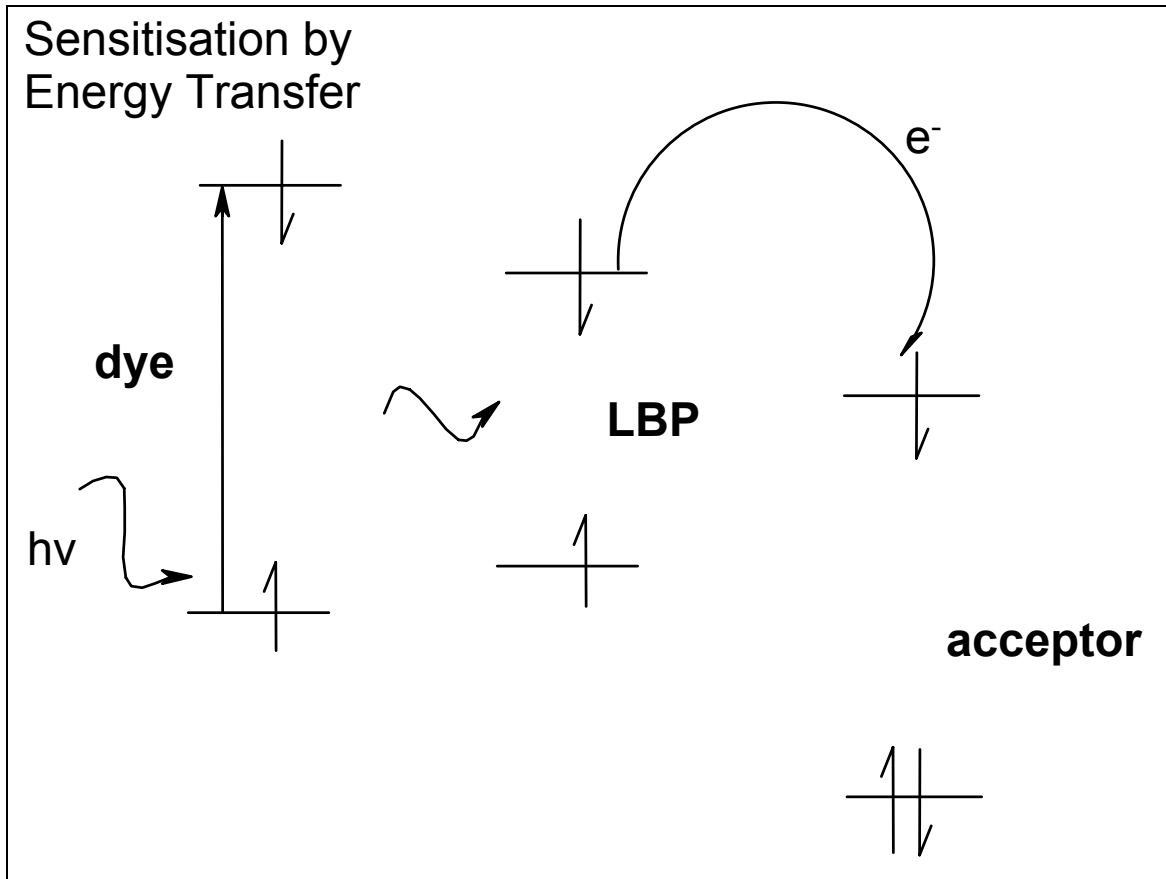 Sensitisation by
Energy Transfer
e⁻
dye
LBP
hv
acceptor